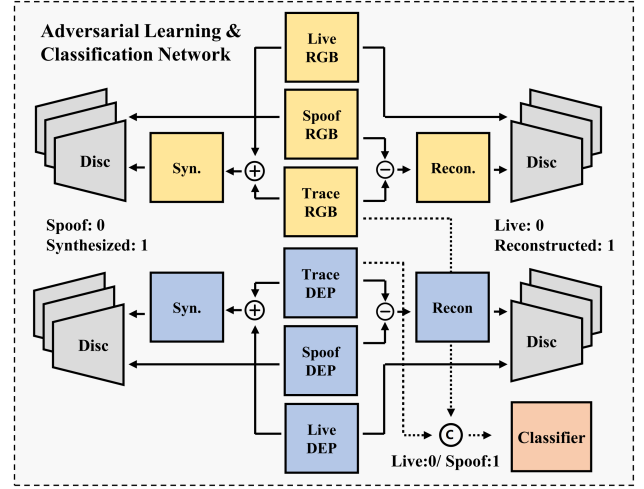 Adversarial Learning &
Classification Network
Live
RGB
Spoof
RGB
Trace
RGB
Disc
Syn.
+
−
Recon.
Disc
Spoof: 0
Synthesized: 1
Live: 0
Reconstructed: 1
Trace
DEP
Spoof
DEP
Live
DEP
Disc
Syn.
+
−
Recon
Disc
C
Classifier
Live:0/ Spoof:1